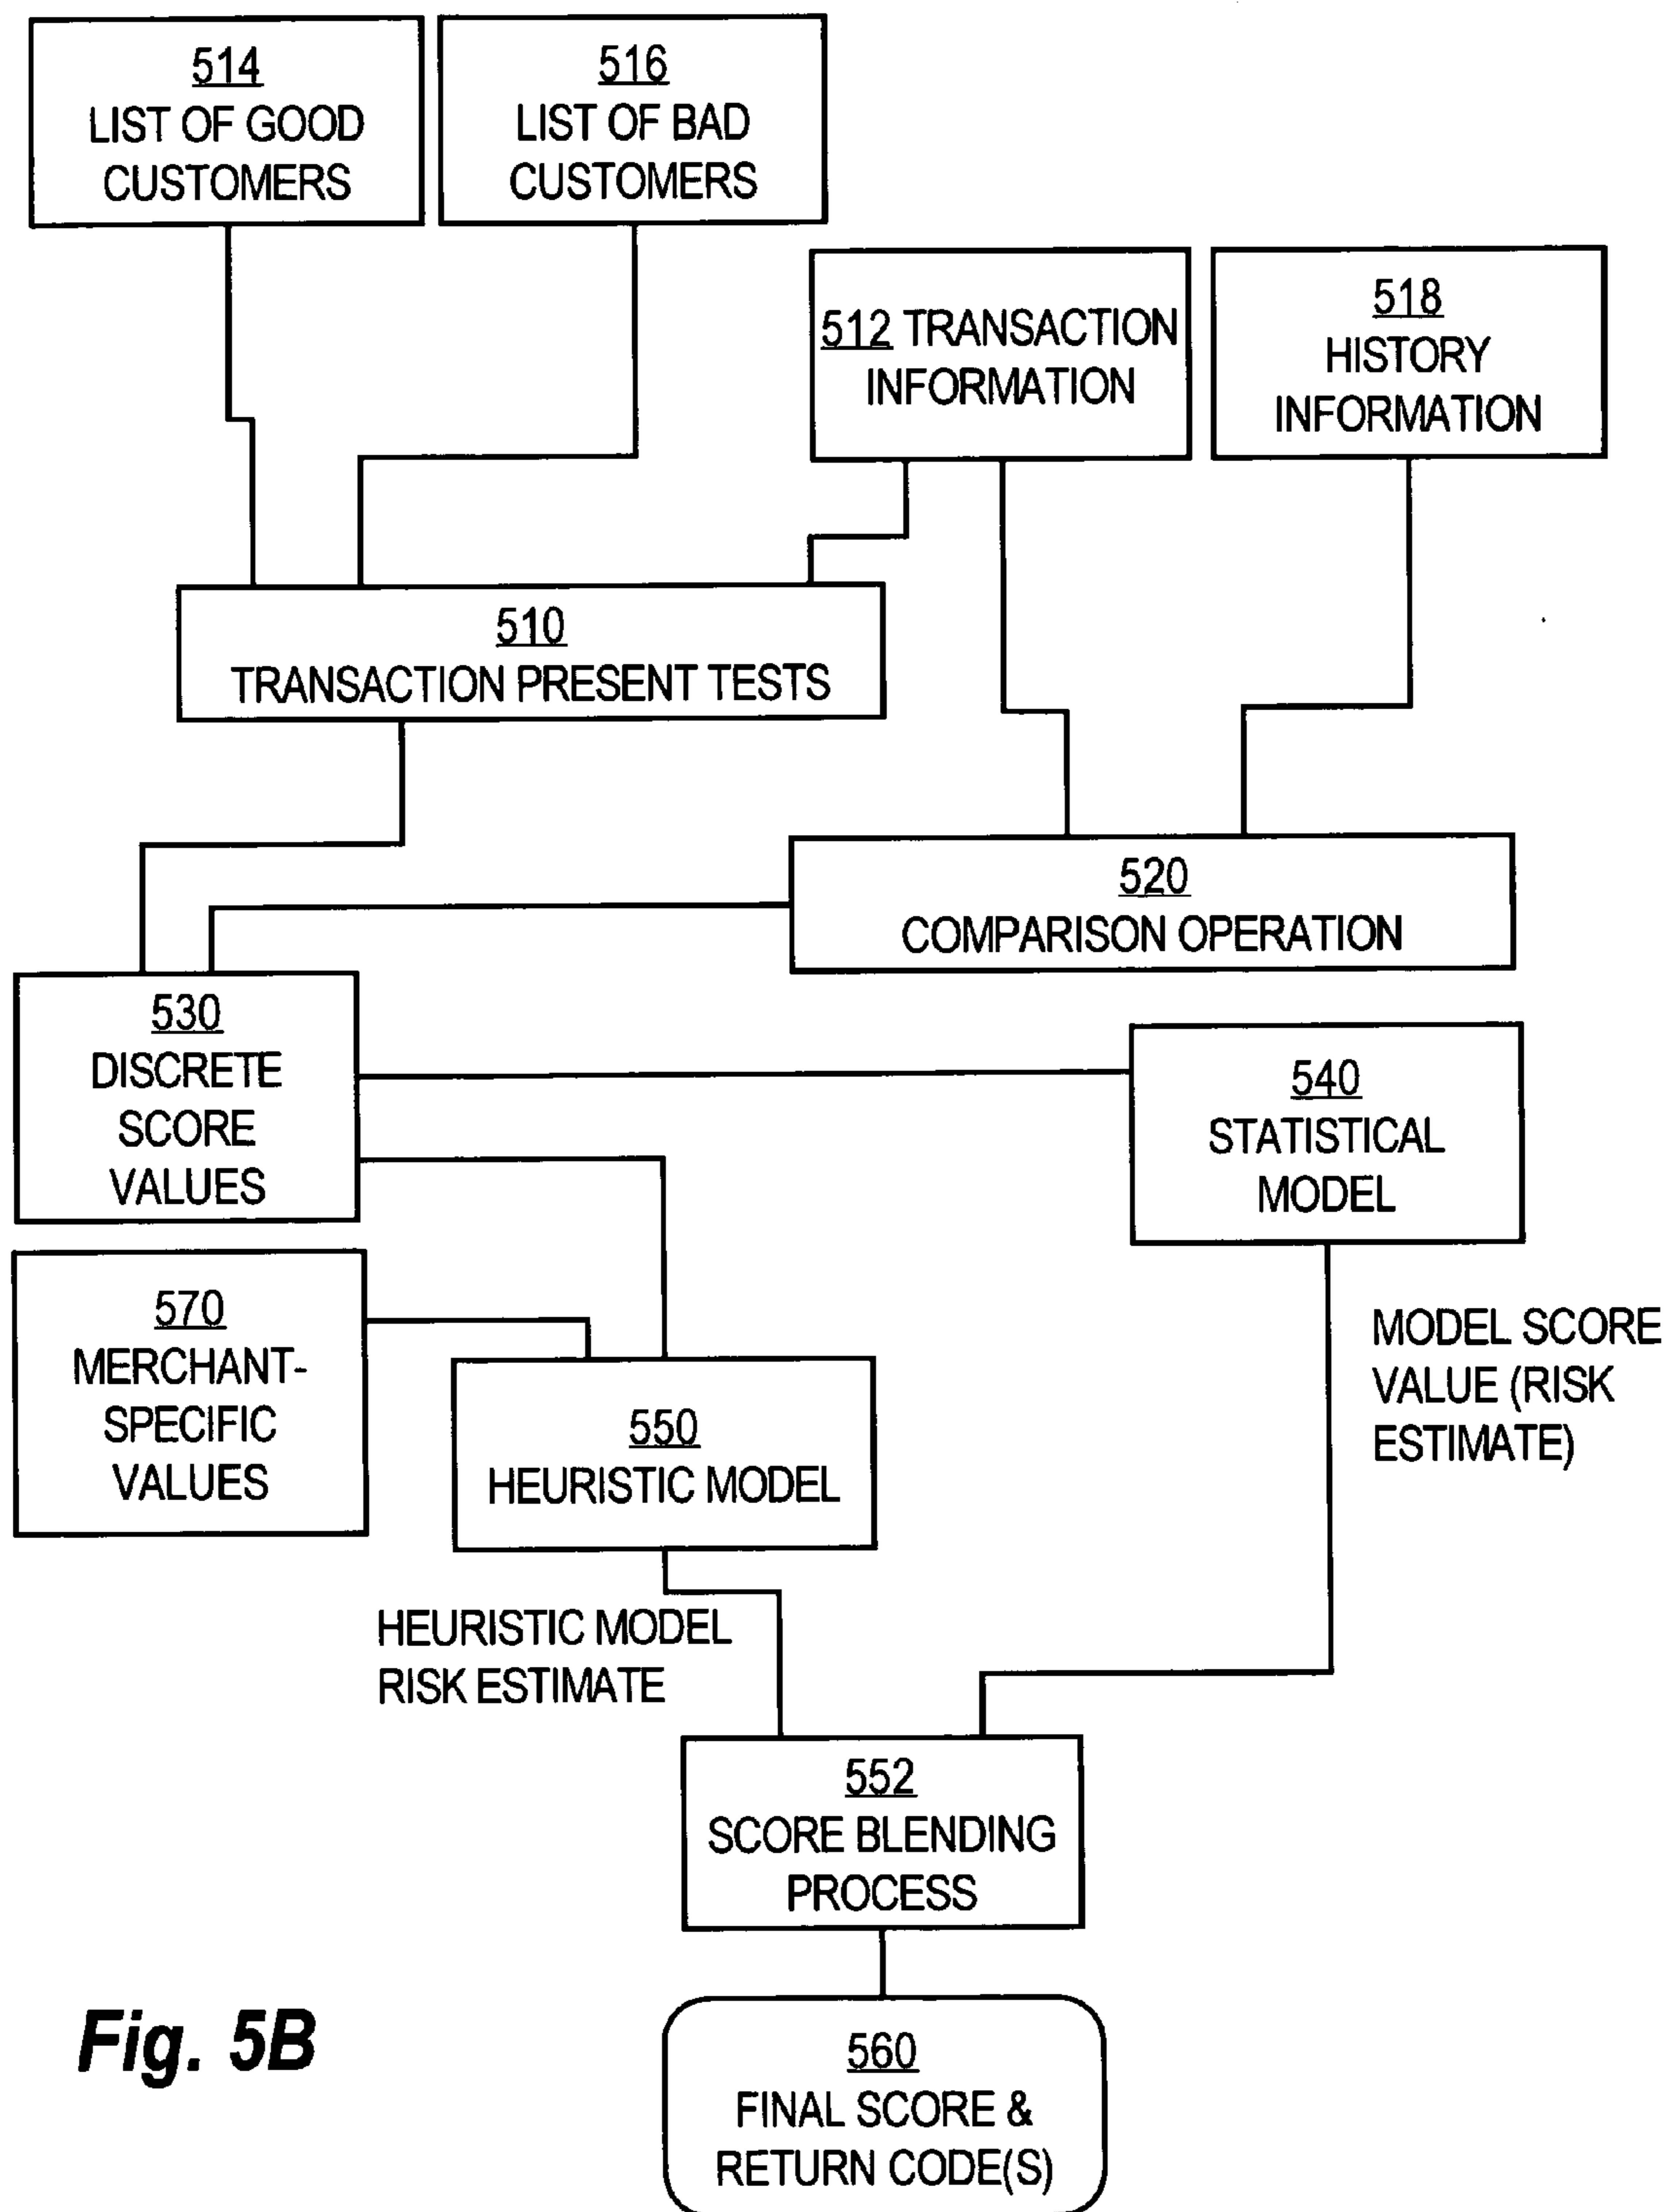 514
LIST OF GOOD
CUSTOMERS
516
LIST OF BAD
CUSTOMERS
512 TRANSACTION
INFORMATION
518
HISTORY
INFORMATION
510
TRANSACTION PRESENT TESTS
520
COMPARISON OPERATION
530
DISCRETE
SCORE
VALUES
540
STATISTICAL
MODEL
570
MERCHANT-
SPECIFIC
VALUES
550
HEURISTIC MODEL
MODEL SCORE
VALUE (RISK
ESTIMATE)
HEURISTIC MODEL
RISK ESTIMATE
552
SCORE BLENDING
PROCESS
560
FINAL SCORE &
RETURN CODE(S)
Fig. 5B